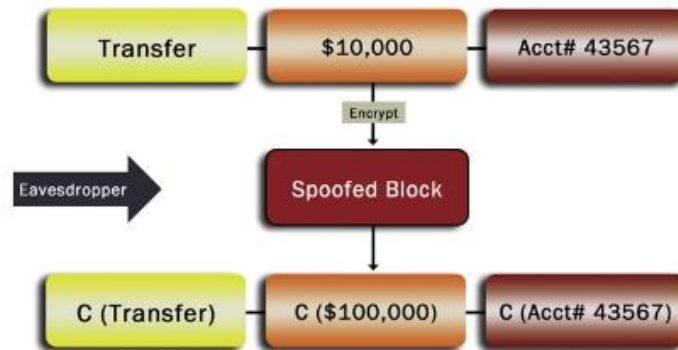 Transfer
$10,000
Acct# 43567
Encrypt
Eavesdropper
Spoofed Block
C (Transfer)
C ($100,000)
C (Acct# 43567)